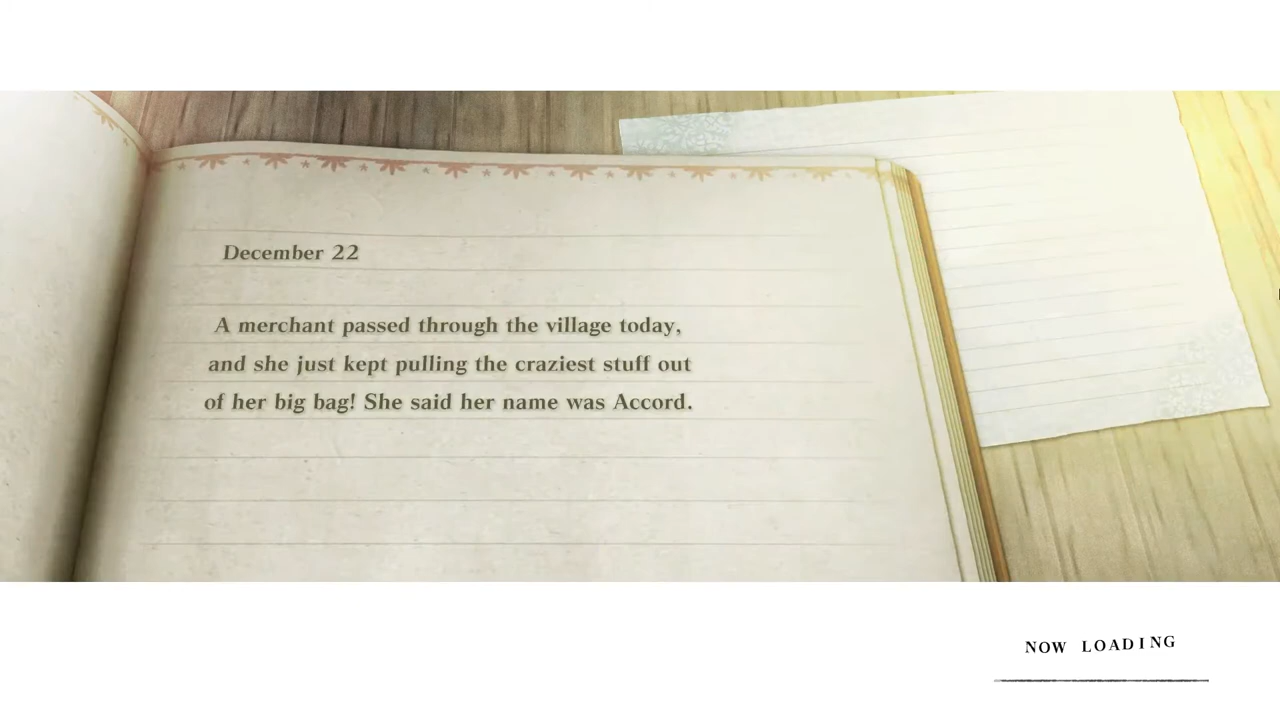 December 22
A merchant passed through the village today,
and she just kept pulling the craziest stuff out
of her big bag! She said her name was Accord.
NOW LOADING